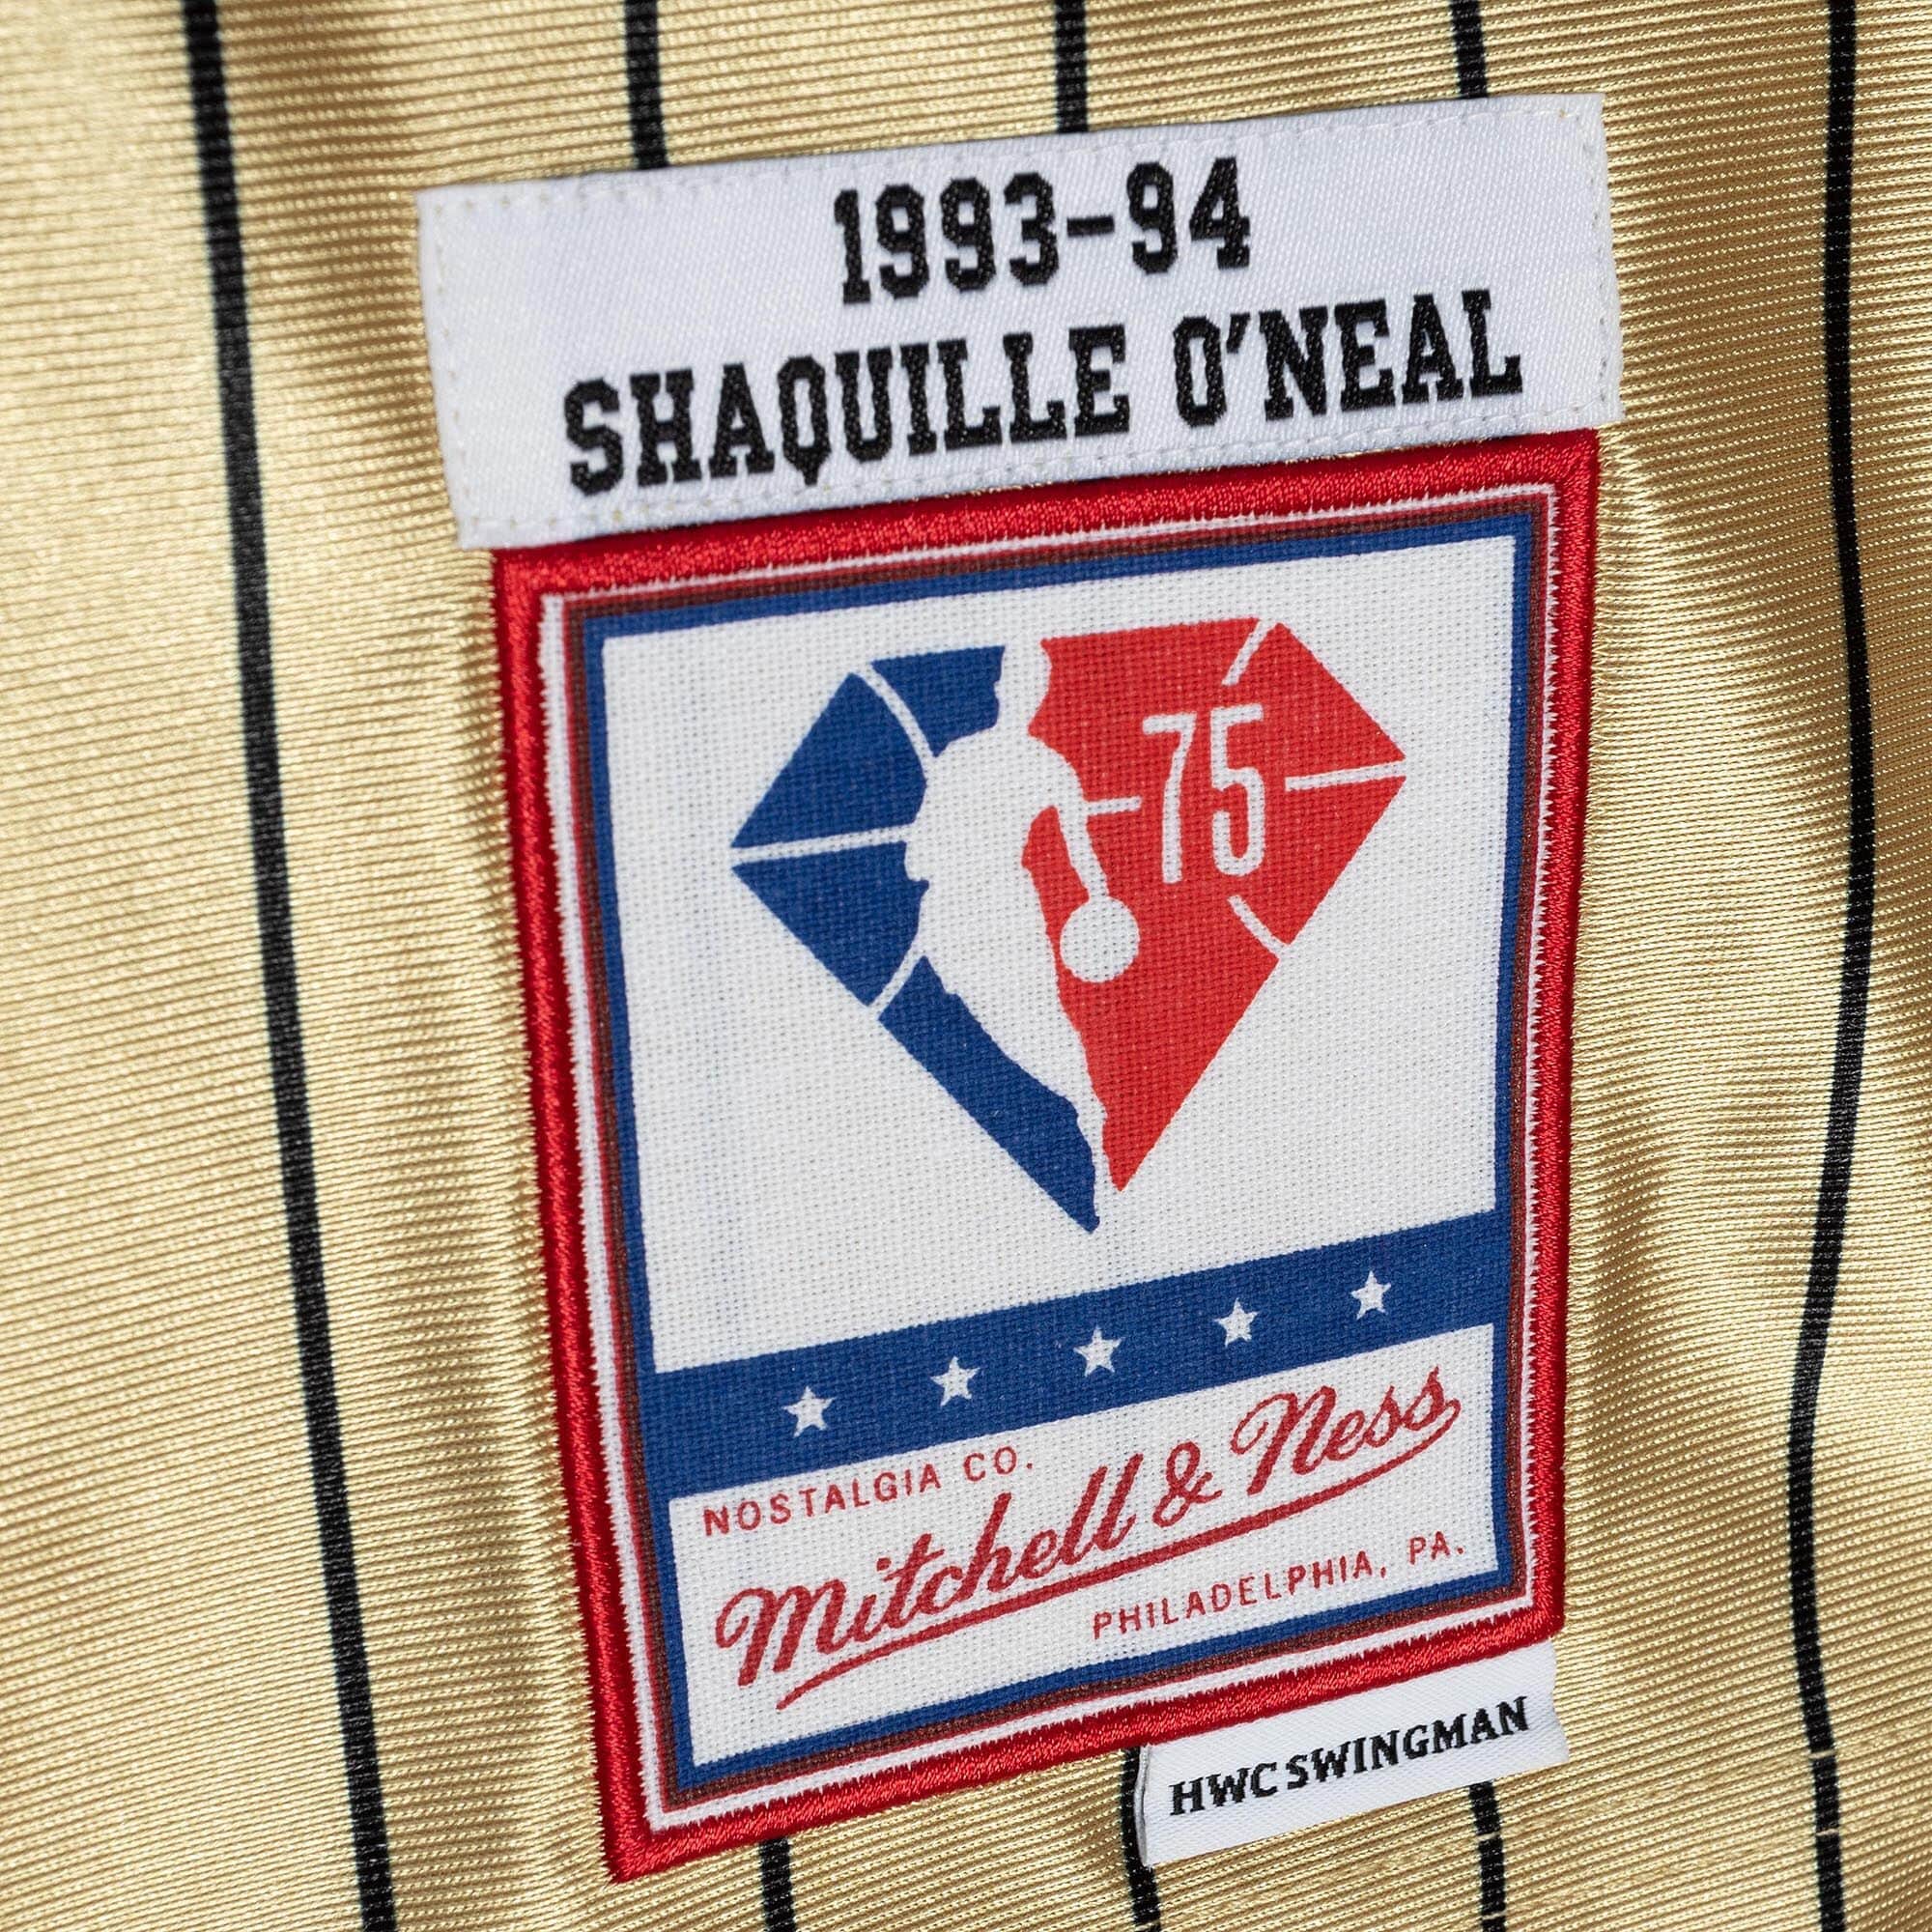 1993-94
SHAQUILLE O'NEAL
75
NOSTALGIA CO.
Mitchell & Ness
PHILADELPHIA, PA.
HWC SWINGMAN